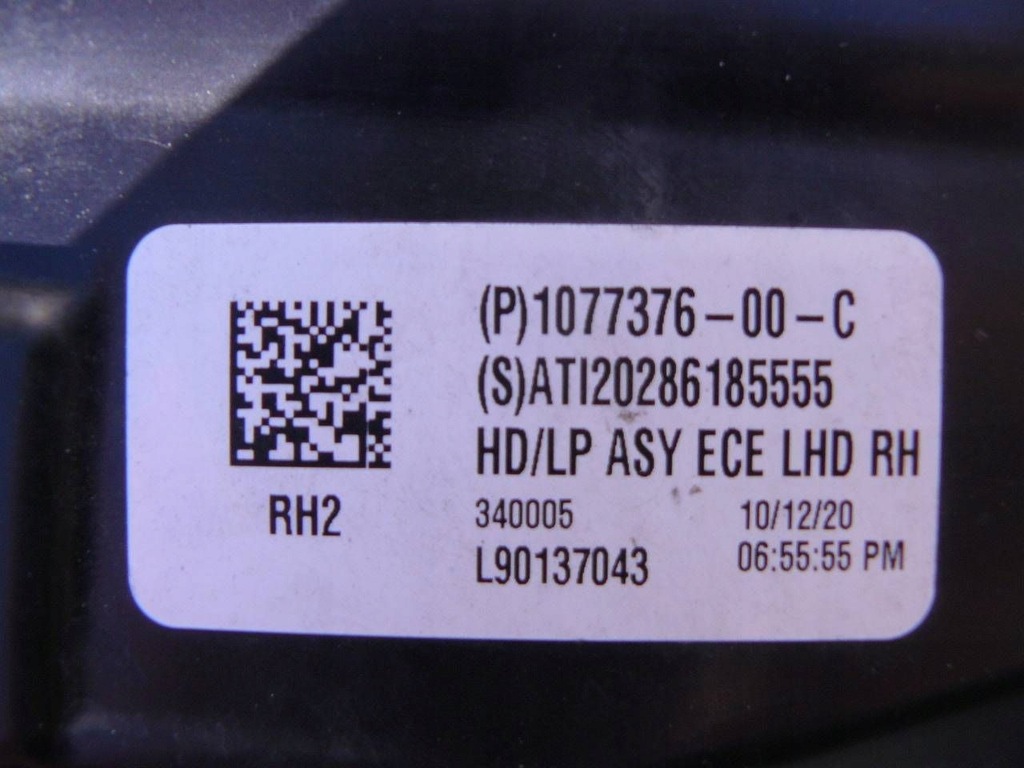 (P)1077376-00-C
(S)ATI20286185555
HD/LP ASY ECE LHD RH
RH2
340005 10/12/20
L90137043 06:55:55 PM